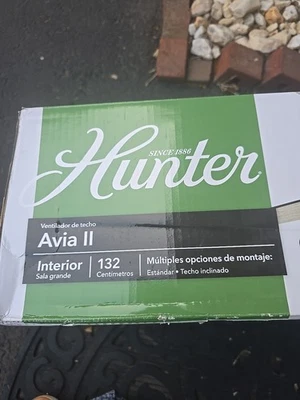 SINCE 1886
Hunter
Ventilador de techo
Avia II
Interior
Sala grande
132
Centímetros
Múltiples opciones de montaje:
Estándar • Techo inclinado